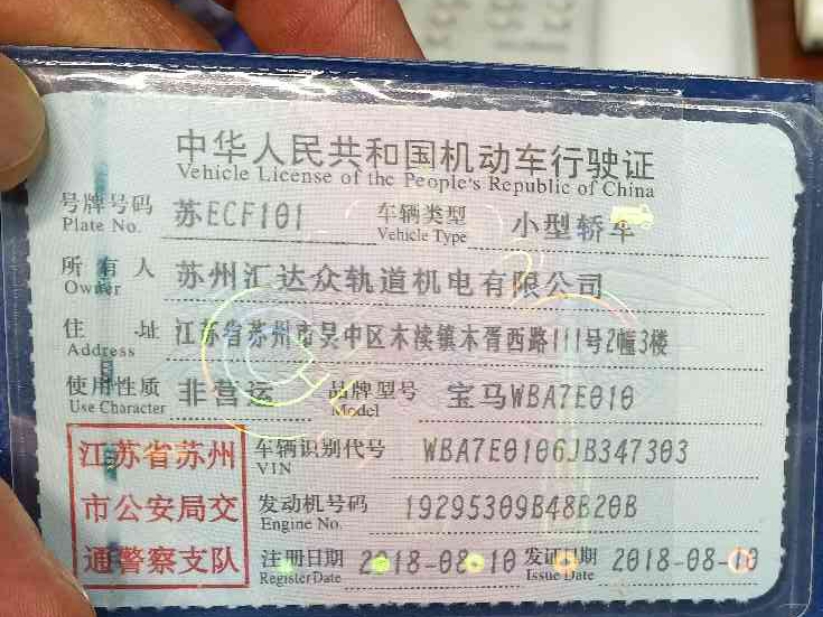 中华人民共和国机动车行驶证
Vehicle License of the People's Republic of China
号牌号码 苏ECF101 车辆类型 小型轿车
Plate No. Vehicle Type
所有人 苏州汇达众轨道机电有限公司
Owner
住址 江苏省苏州市吴中区木渎镇木胥西路111号2幢3楼
Address
使用性质 非营运 品牌型号 宝马WBA7E010
Use Character Model
江苏省苏州 车辆识别代号 WBA7E0106JB347303
VIN
市公安局交 发动机号码 19295309B48B20B
Engine No.
通警察支队 注册日期 2018-08-10 发证日期 2018-08-10
Register Date Issue Date